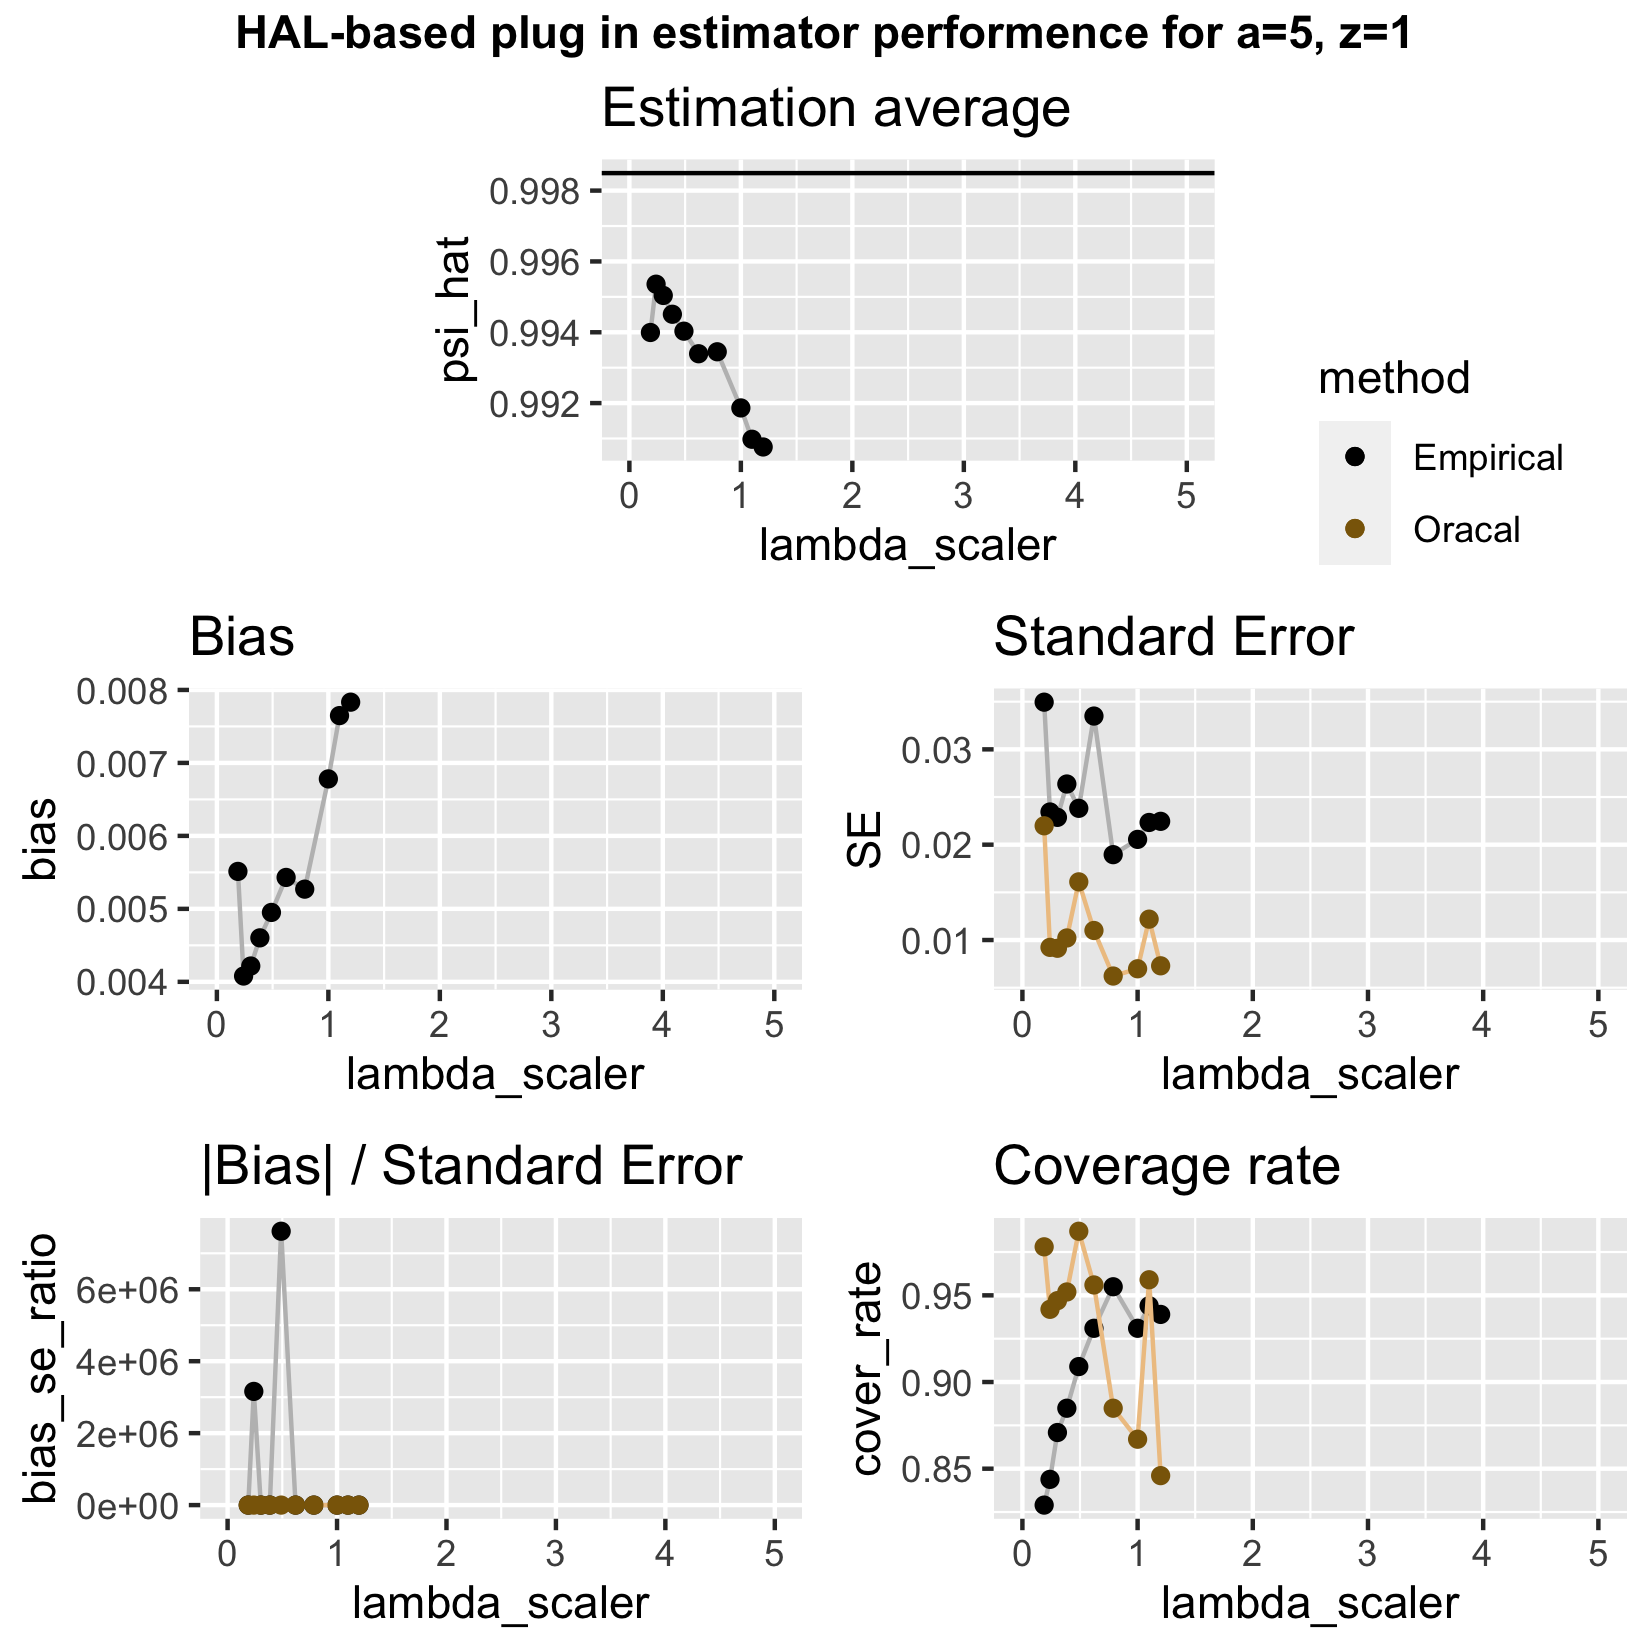 HAL-based plug in estimator performence for a=5, z=1
Estimation average
psi_hat
0.998
0.996
0.994
0.992
0 1 2 3 4 5
lambda_scaler
method
Empirical
Oracal
Bias
bias
0.008
0.007
0.006
0.005
0.004
0 1 2 3 4 5
lambda_scaler
Standard Error
SE
0.03
0.02
0.01
0 1 2 3 4 5
lambda_scaler
|Bias| / Standard Error
bias_se_ratio
6e+06
4e+06
2e+06
0e+00
0 1 2 3 4 5
lambda_scaler
Coverage rate
cover_rate
0.95
0.90
0.85
0 1 2 3 4 5
lambda_scaler